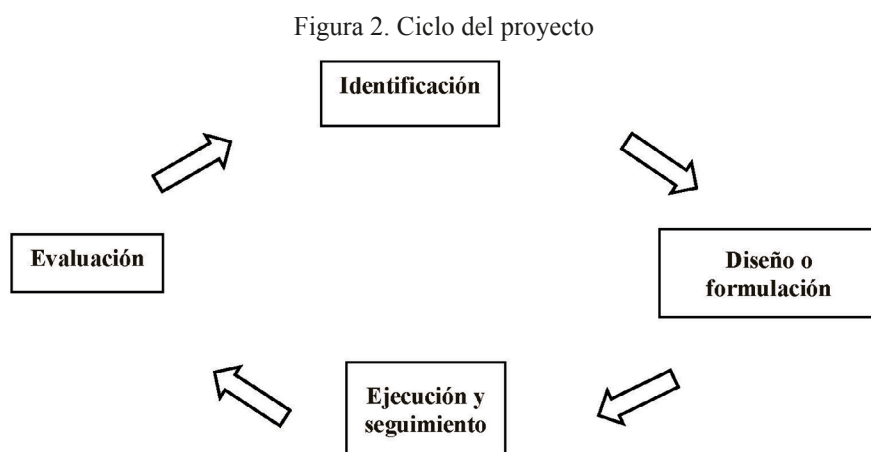 Figura 2. Ciclo del proyecto
Identificación
Evaluación
Diseño o
formulación
Ejecución y
seguimiento